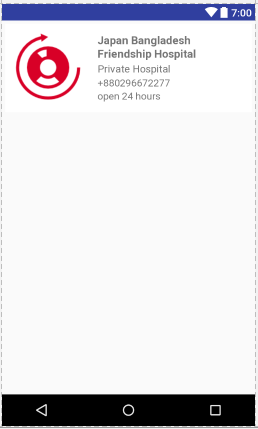 7:00
Japan Bangladesh
Friendship Hospital
Private Hospital
+880296672277
open 24 hours